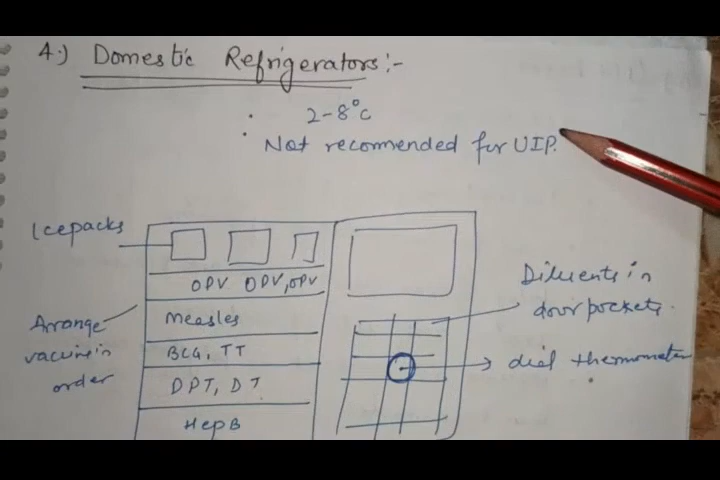 4.) Domestic Refrigerators:-
: 2-8°c
Not recomended for UIP.
Icepacks
OPV OPV, OPV
Measles
BCG, TT
DPT, DT
HepB
Arrange
vaccine in
order
Diluents in
door pockets.
dial thermometer